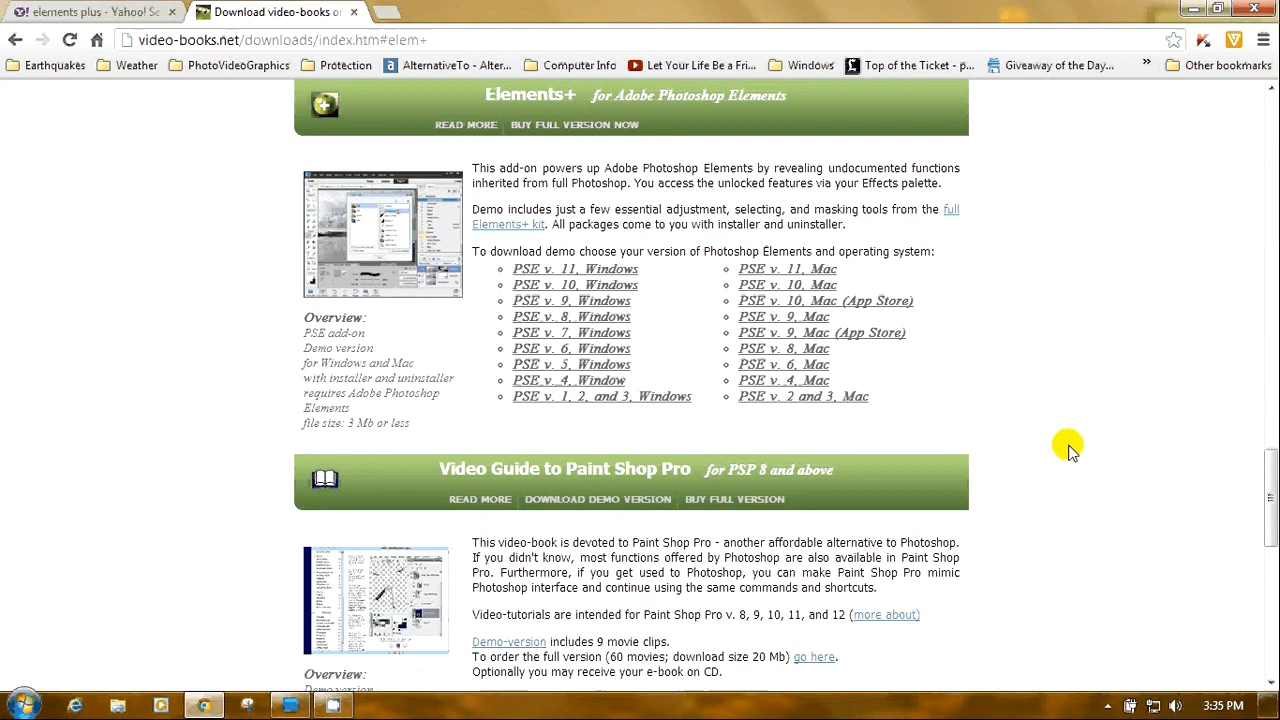 elements plus - Yahoo! Se
Download video-books or
video-books.net/downloads/index.htm#elem+
Earthquakes
Weather
PhotoVideoGraphics
Protection
AlternativeTo - Alter...
Computer Info
Let Your Life Be a Fri...
Windows
Top of the Ticket - p...
Giveaway of the Day...
»
Other bookmarks
Elements+ for Adobe Photoshop Elements
READ MORE | BUY FULL VERSION NOW
This add-on powers up Adobe Photoshop Elements by unsealing undocumented functions
inherited from full Photoshop. You access the unlocked features via your Effects palette.
Demo includes just a few essential adjustment, selecting, and masking tools from the full
Elements+ kit. All packages come to you with installer and uninstaller.
To download demo choose your version of Photoshop Elements and operating system:
PSE v. 11, Windows
PSE v. 10, Windows
PSE v. 9, Windows
PSE v. 8, Windows
PSE v. 7, Windows
PSE v. 6, Windows
PSE v. 5, Windows
PSE v. 4, Window
PSE v. 1, 2, and 3, Windows
PSE v. 11, Mac
PSE v. 10, Mac
PSE v. 10, Mac (App Store)
PSE v. 9, Mac
PSE v. 9, Mac (App Store)
PSE v. 8, Mac
PSE v. 6, Mac
PSE v. 4, Mac
PSE v. 2 and 3, Mac
Overview:
PSE add-on
Demo version
for Windows and Mac
with installer and uninstaller
requires Adobe Photoshop
Elements
file size: 3 Mb or less
Video Guide to Paint Shop Pro for PSP 8 and above
READ MORE | DOWNLOAD DEMO VERSION | BUY FULL VERSION
This video-book is devoted to Paint Shop Pro - another affordable alternative to Photoshop.
You didn't know, most functions offered by Photoshop are available in Paint Shop
Pro. Furthermore, if you get used to Photoshop, you can make Paint Shop Pro mimic
its interface, including the menus, keyboards and shortcuts.
Video tutorials are recorded for Paint Shop Pro v. and 12 (more about)
Demo version includes 9 movie clips.
To order the full version (60 movies; download size 20 Mb) go here.
Optionally you may receive your e-book on CD.
Overview:
Demo version
3:35 PM